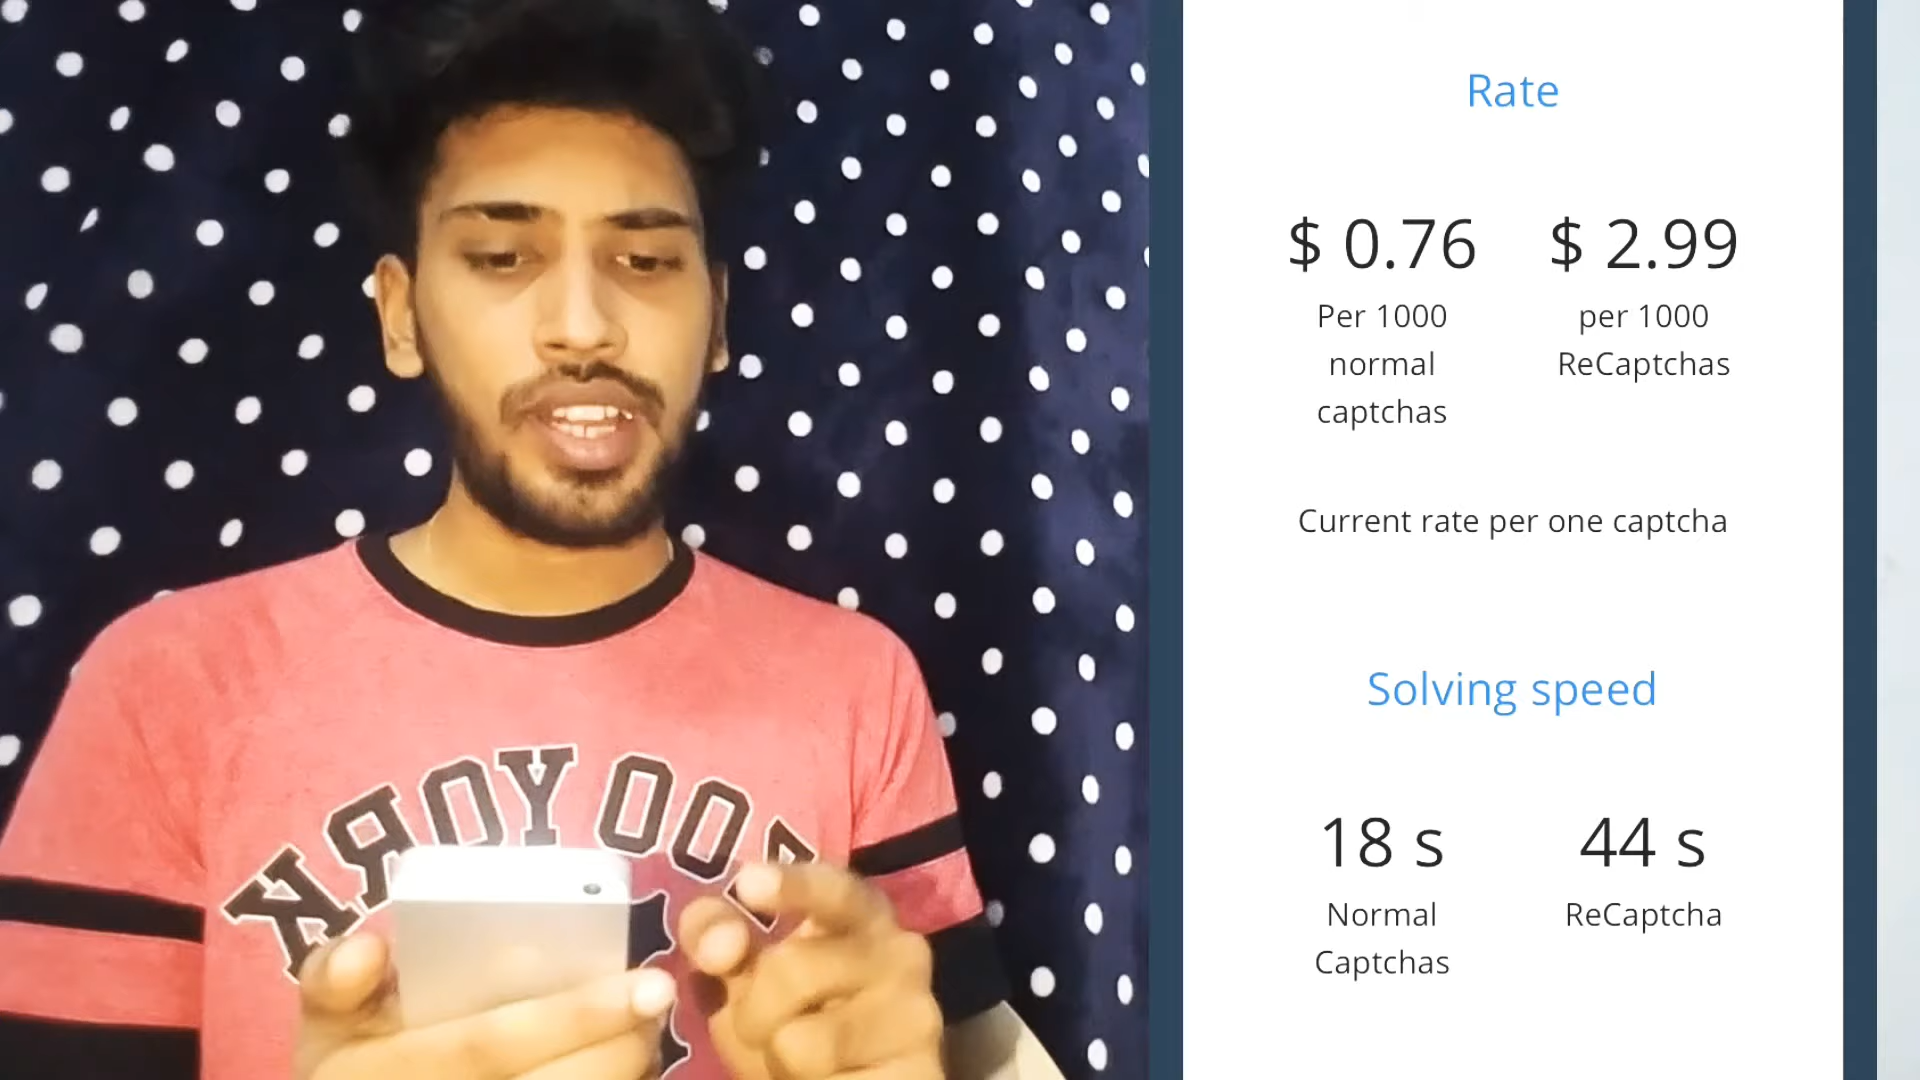 Rate
$ 0.76 $ 2.99
Per 1000 per 1000
normal ReCaptchas
captchas
Current rate per one captcha
Solving speed
18 s 44 s
Normal ReCaptcha
Captchas
YORK